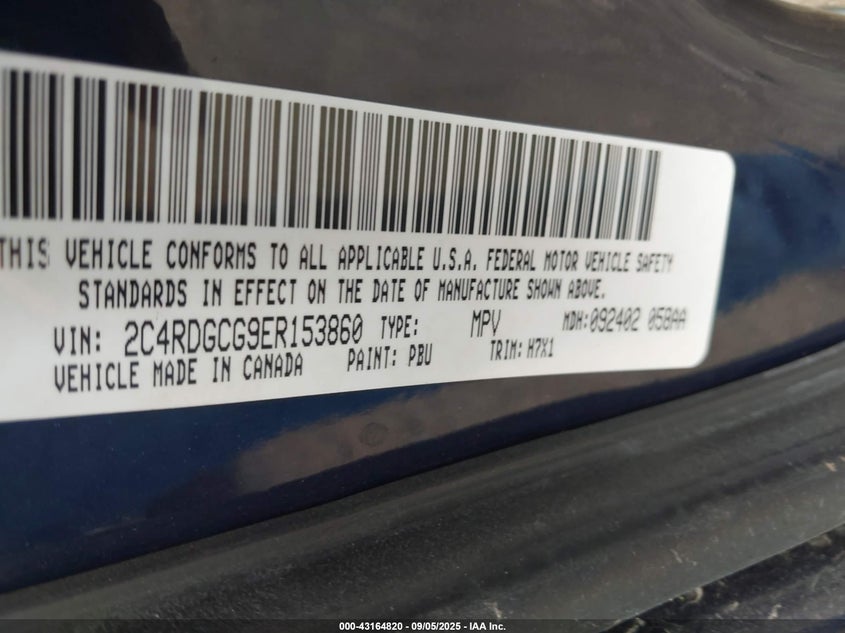 THIS VEHICLE CONFORMS TO ALL APPLICABLE U.S.A. FEDERAL MOTOR VEHICLE SAFETY
STANDARDS IN EFFECT ON THE DATE OF MANUFACTURE SHOWN ABOVE.
VIN: 2C4RDGCG9ER153860 TYPE: MPV MDH:092402 058AA
VEHICLE MADE IN CANADA PAINT: PBU TRIM: H7X1
000-43164820 - 09/05/2025 - IAA Inc.